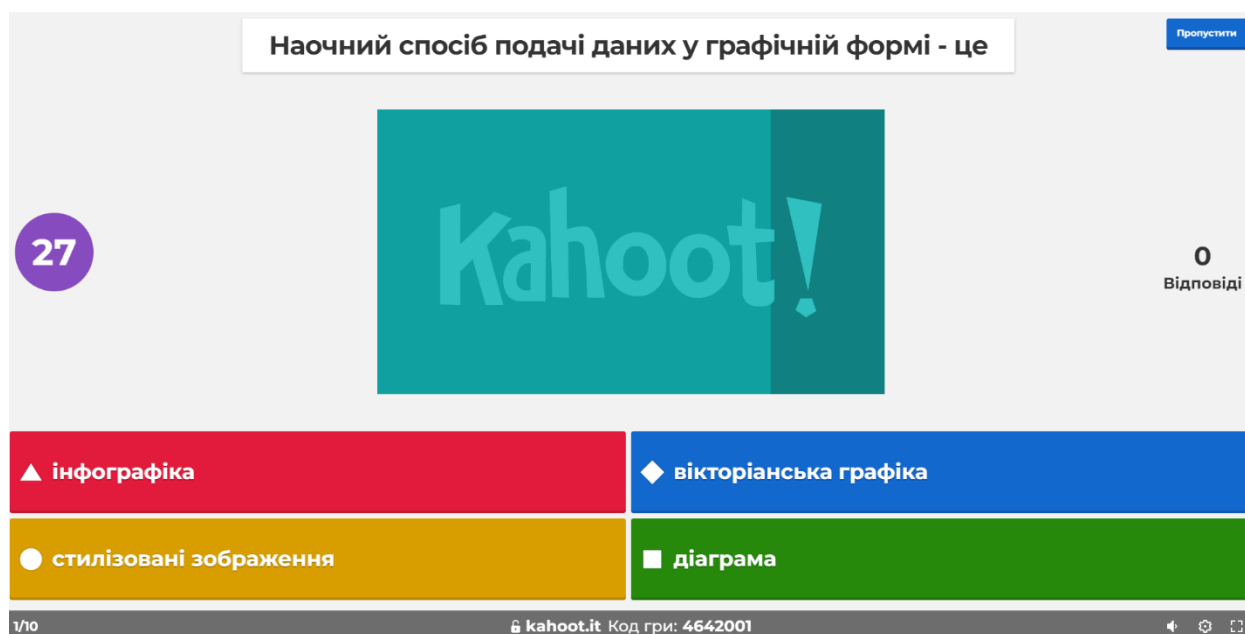 Наочний спосіб подачі даних у графічній формі - це
Пропустити
Kahoot!
27
0
Відповіді
інфографіка
вікторіанська графіка
стилізовані зображення
діаграма
1/10
kahoot.it Код гри: 4642001